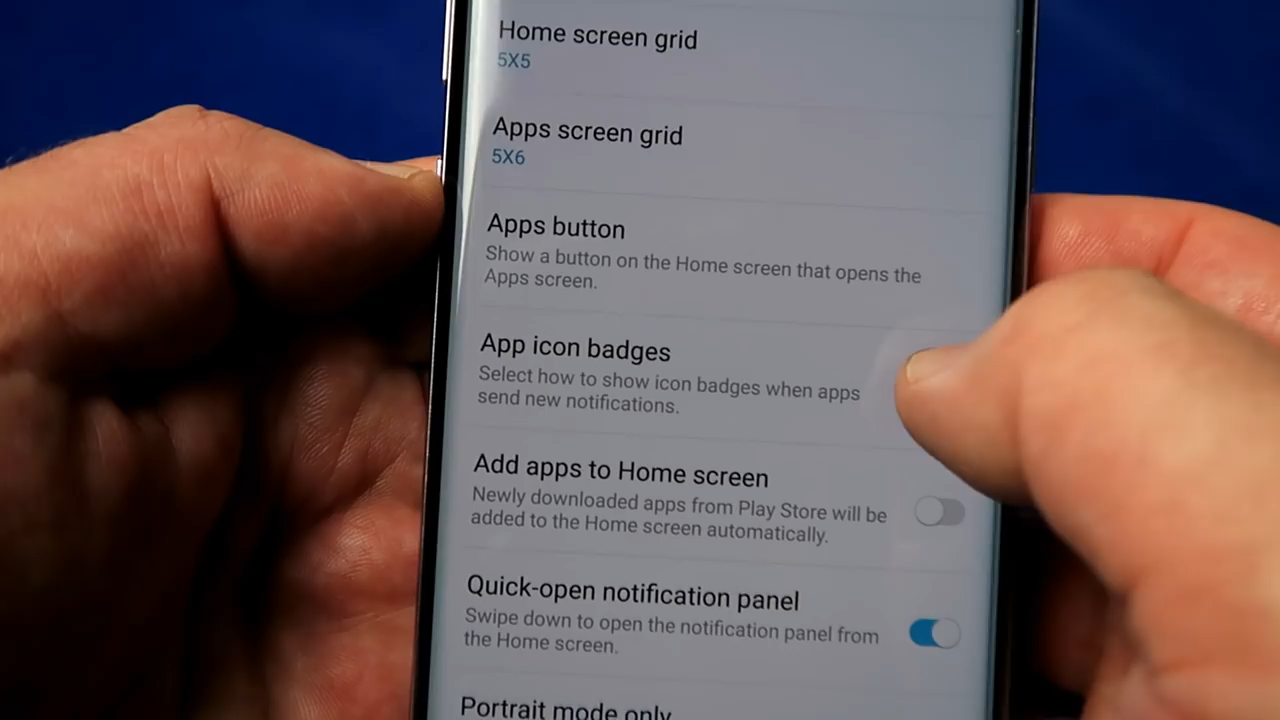 Home screen grid
5X5
Apps screen grid
5X6
Apps button
Show a button on the Home screen that opens the
Apps screen.
App icon badges
Select how to show icon badges when apps
send new notifications.
Add apps to Home screen
Newly downloaded apps from Play Store will be
added to the Home screen automatically.
Quick-open notification panel
Swipe down to open the notification panel from
the Home screen.
Portrait mode only